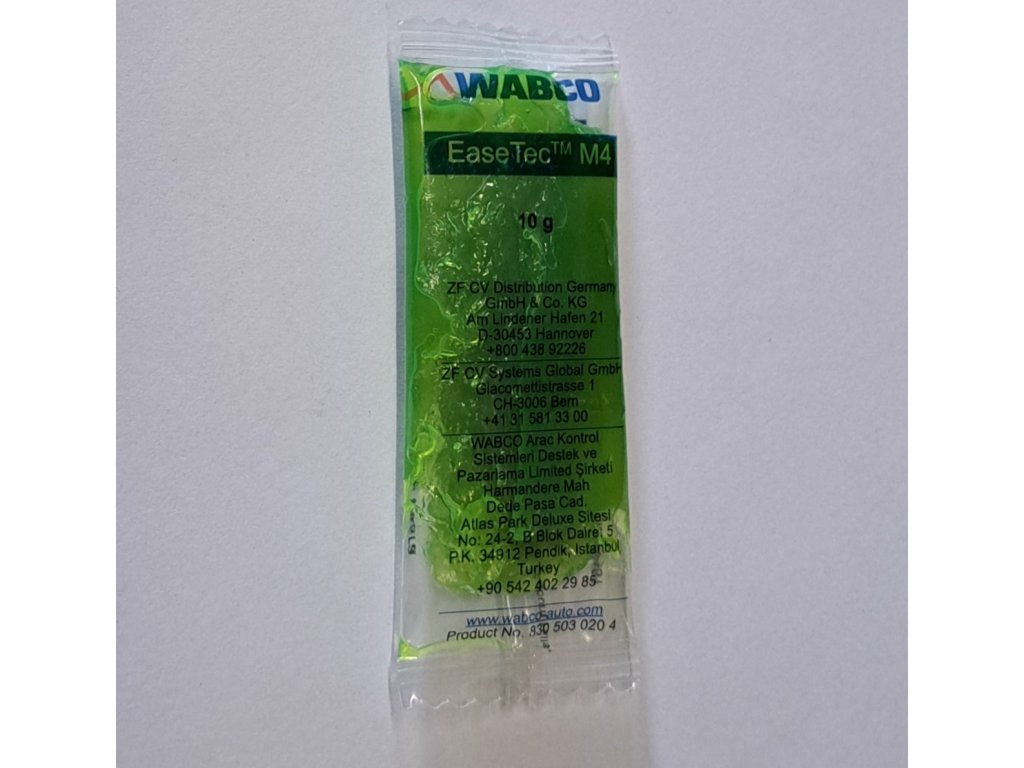 WABCO
EaseTec™ M4
10 g
ZF CV Distribution Germany
GmbH & Co. KG
Am Lindener Hafen 21
D-30453 Hannover
+800 438 92226
ZF CV Systems Global GmbH
Giacomettistrasse 1
CH-3006 Bern
+41 31 581 33 00
WABCO Arac Kontrol
Sistemleri Destek ve
Pazarlama Limited Şirketi
Harmandere Mah
Dede Pasa Cad.
Atlas Park Deluxe Sitesi
No: 24-2, B Blok Daire: 5
P.K. 34912 Pendik, Istanbul
Turkey
+90 542 402 29 85
www.wabco-auto.com
Product No. 830 503 020 4